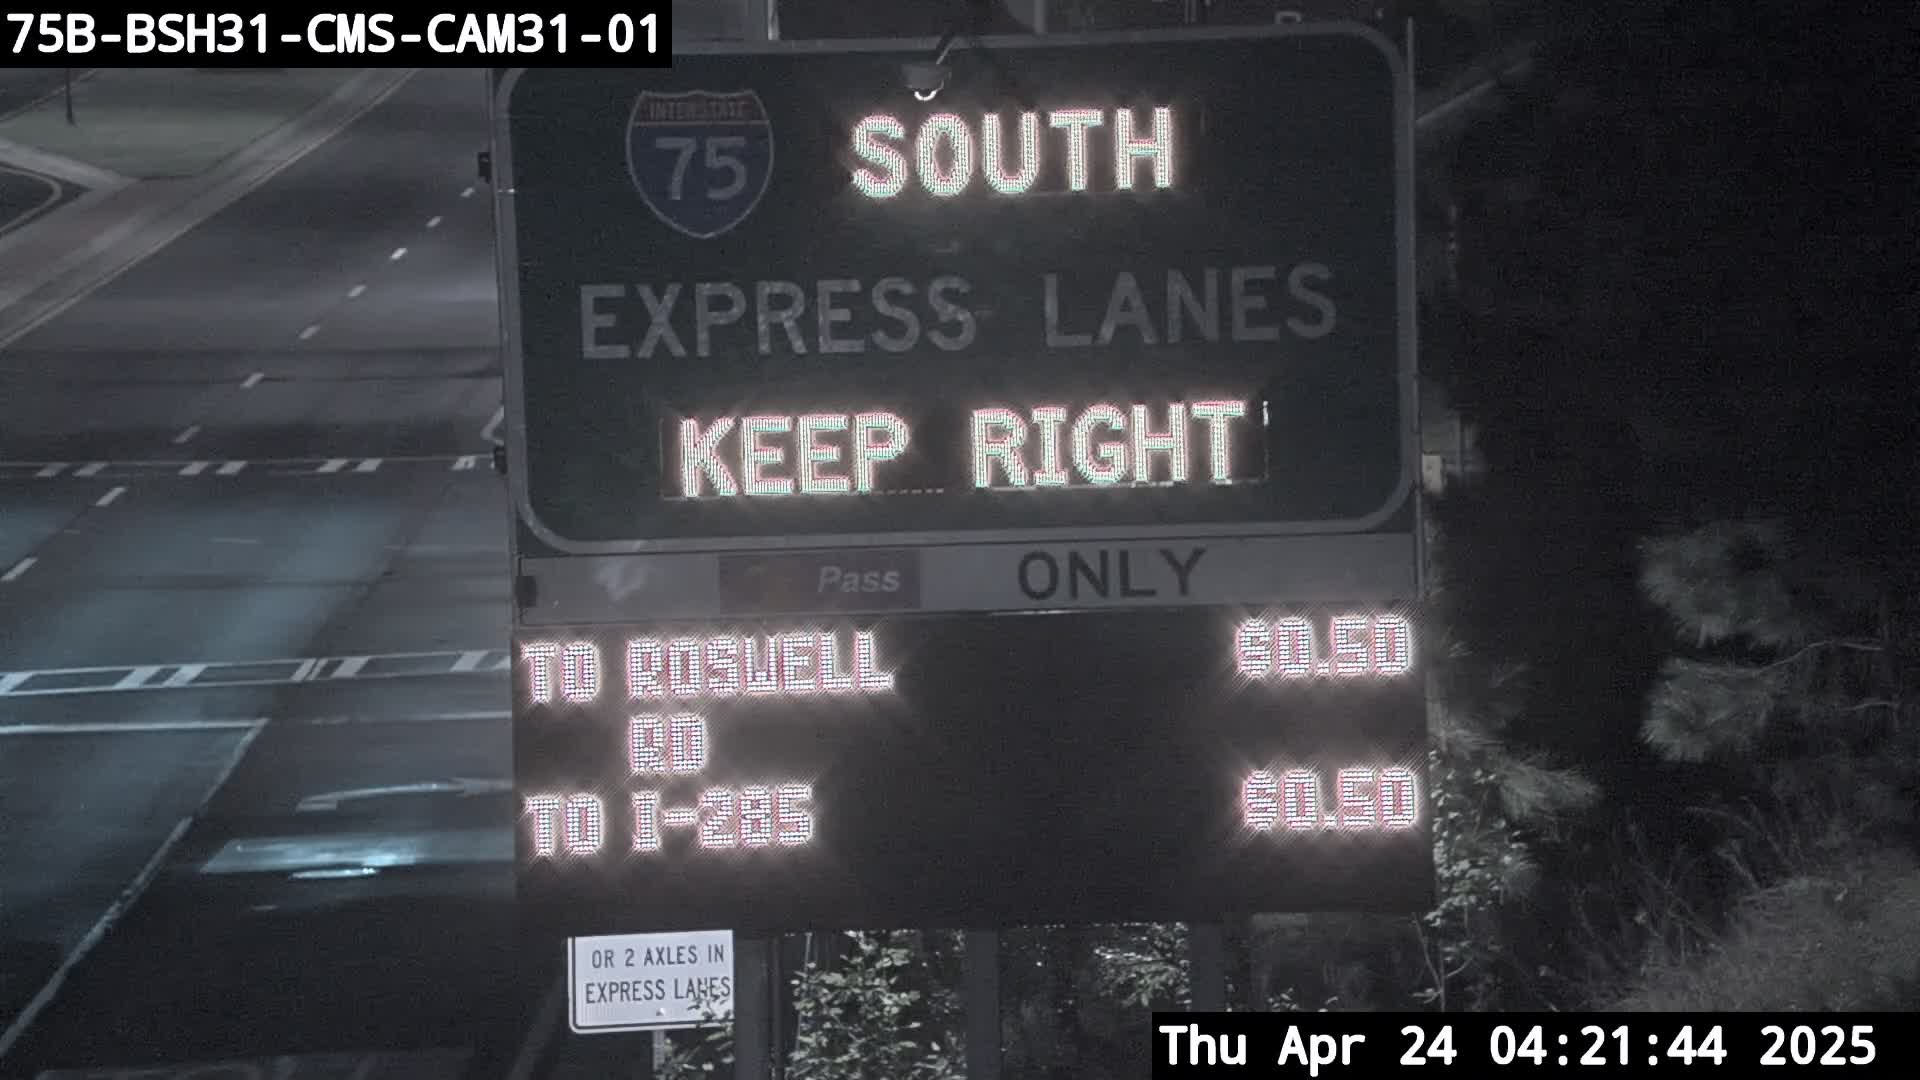 75B-BSH31-CMS-CAM31-01
INTERSTATE
75
SOUTH
EXPRESS LANES
KEEP RIGHT
Pass ONLY
TO ROSWELL $0.50
RD
TO I-285 $0.50
OR 2 AXLES IN
EXPRESS LANES
Thu Apr 24 04:21:44 2025